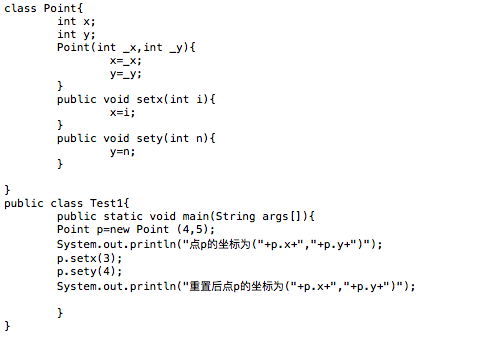 class Point{
        int x;
        int y;
        Point(int _x,int _y){
                x=_x;
                y=_y;
        }
        public void setx(int i){
                x=i;
        }
        public void sety(int n){
                y=n;
        }

}
public class Test1{
        public static void main(String args[]){
        Point p=new Point (4,5);
        System.out.println("点p的坐标为("+p.x+","+p.y+")");
        p.setx(3);
        p.sety(4);
        System.out.println("重置后点p的坐标为("+p.x+","+p.y+")");

        }
}